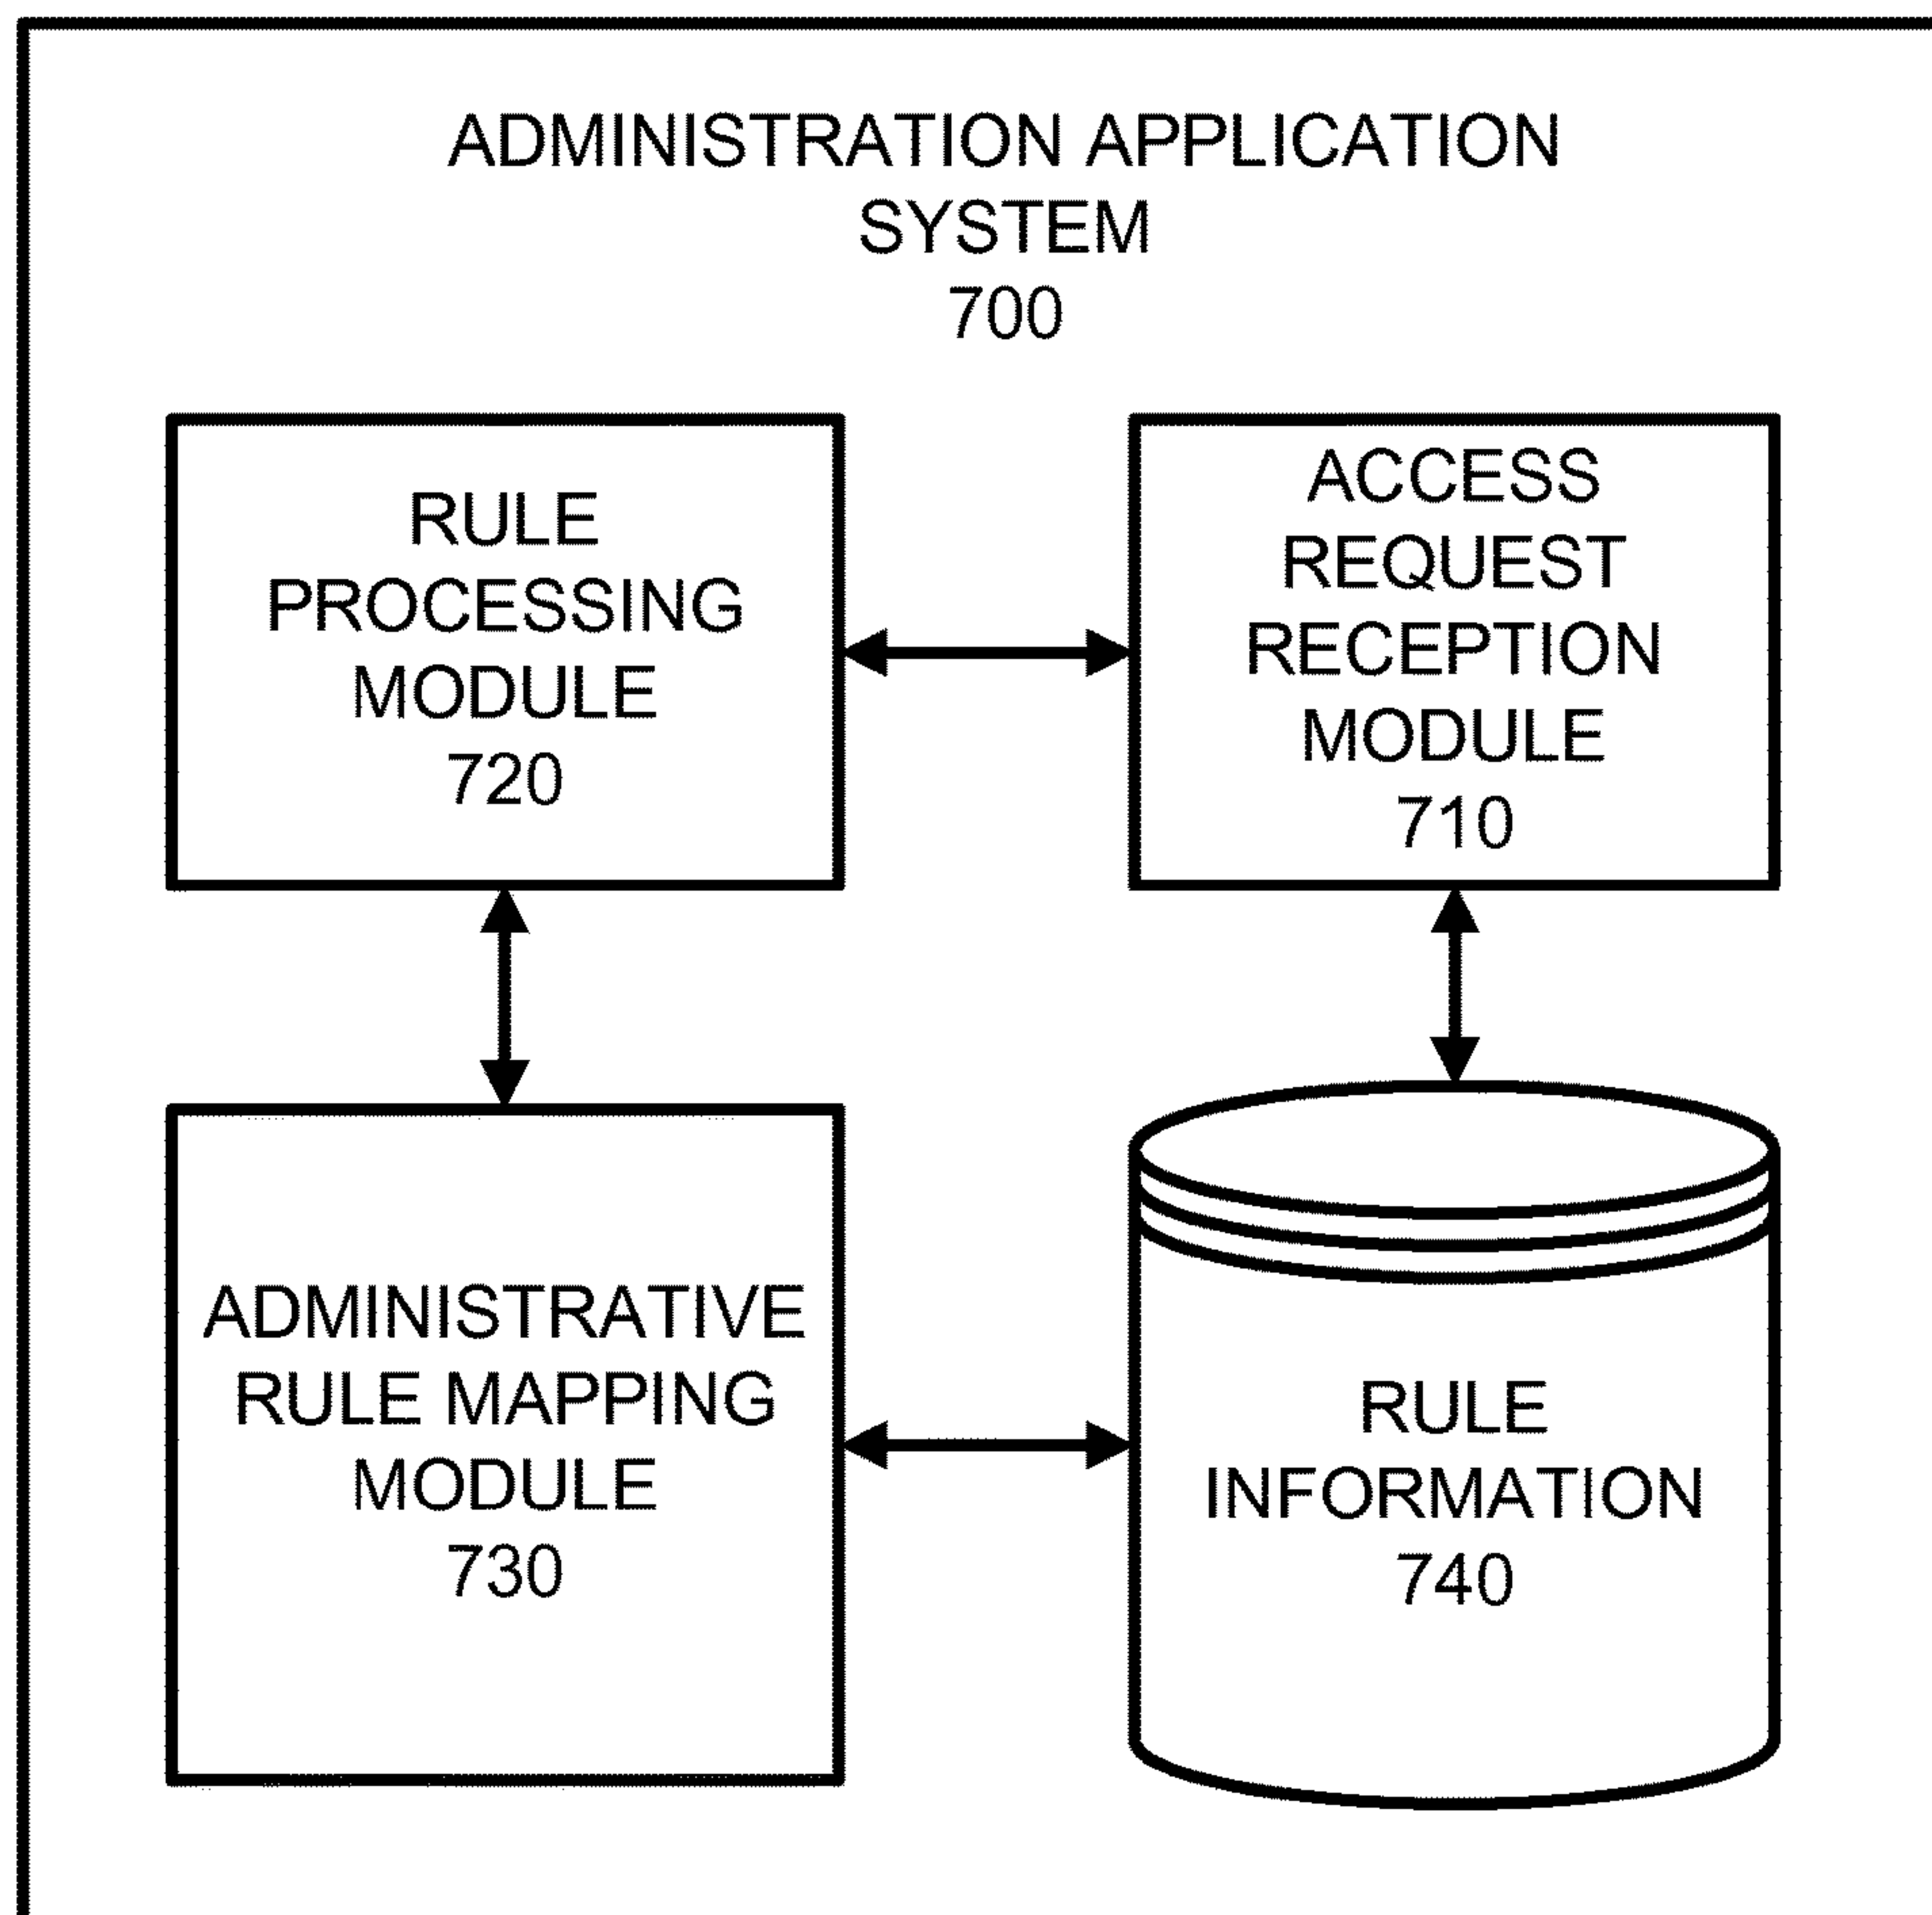 ADMINISTRATION APPLICATION
SYSTEM
700
RULE
PROCESSING
MODULE
720
ACCESS
REQUEST
RECEPTION
MODULE
710
ADMINISTRATIVE
RULE MAPPING
MODULE
730
RULE
INFORMATION
740